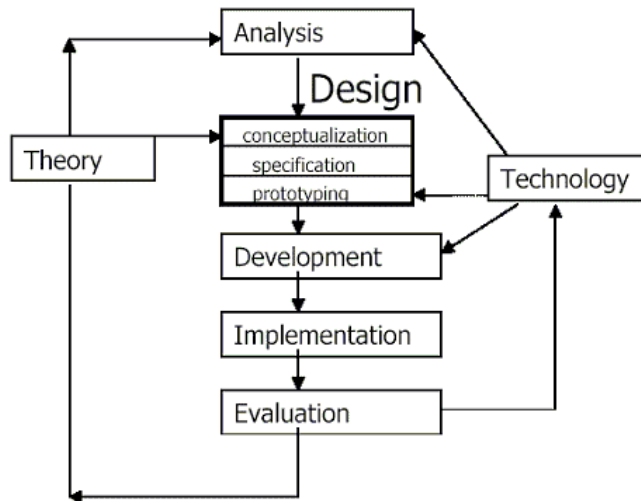 Analysis
Design
conceptualization
Theory
specification
Technology
prototyping
Development
Implementation
Evaluation